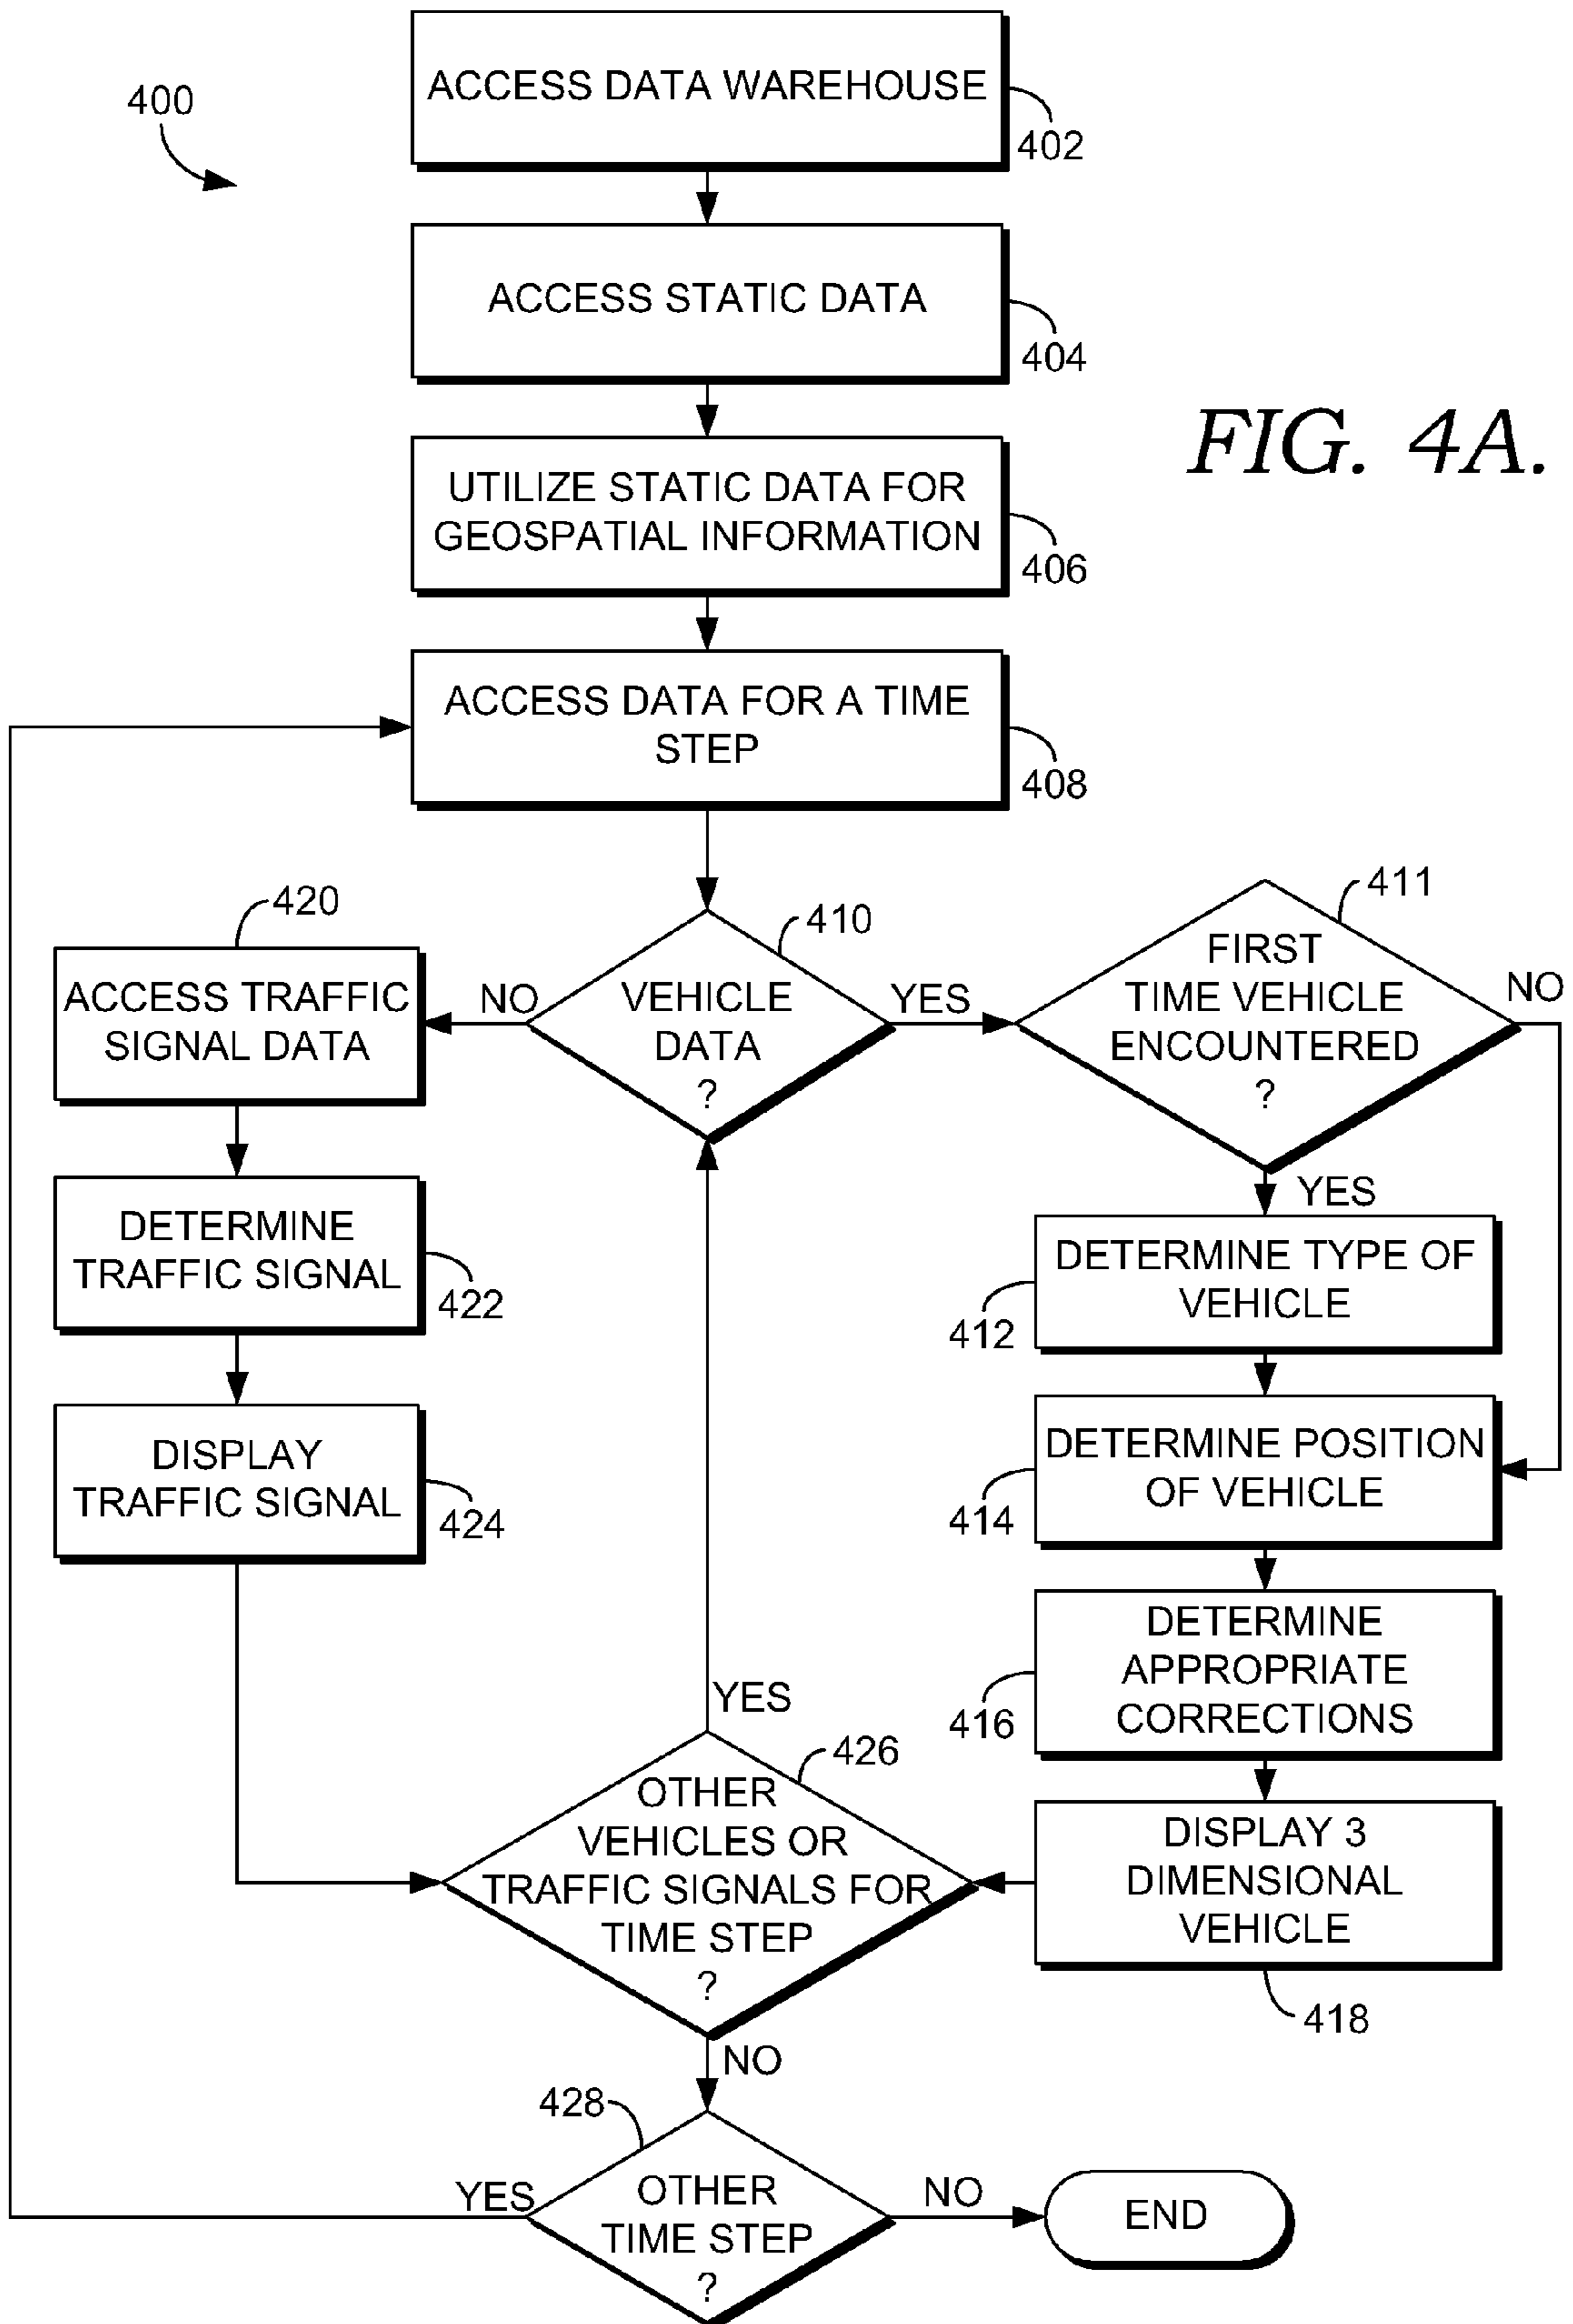 ACCESS DATA WAREHOUSE
402
400
ACCESS STATIC DATA
404
FIG. 4A.
UTILIZE STATIC DATA FOR
GEOSPATIAL INFORMATION
406
ACCESS DATA FOR A TIME
STEP
408
420
ACCESS TRAFFIC
SIGNAL DATA
NO
410
VEHICLE
DATA
?
YES
411
FIRST
TIME VEHICLE
ENCOUNTERED
?
NO
YES
DETERMINE
TRAFFIC SIGNAL
422
DETERMINE TYPE OF
VEHICLE
412
DISPLAY
TRAFFIC SIGNAL
424
DETERMINE POSITION
OF VEHICLE
414
DETERMINE
APPROPRIATE
CORRECTIONS
416
YES
426
OTHER
VEHICLES OR
TRAFFIC SIGNALS FOR
TIME STEP
?
DISPLAY 3
DIMENSIONAL
VEHICLE
418
NO
428
YES
OTHER
TIME STEP
?
NO
END